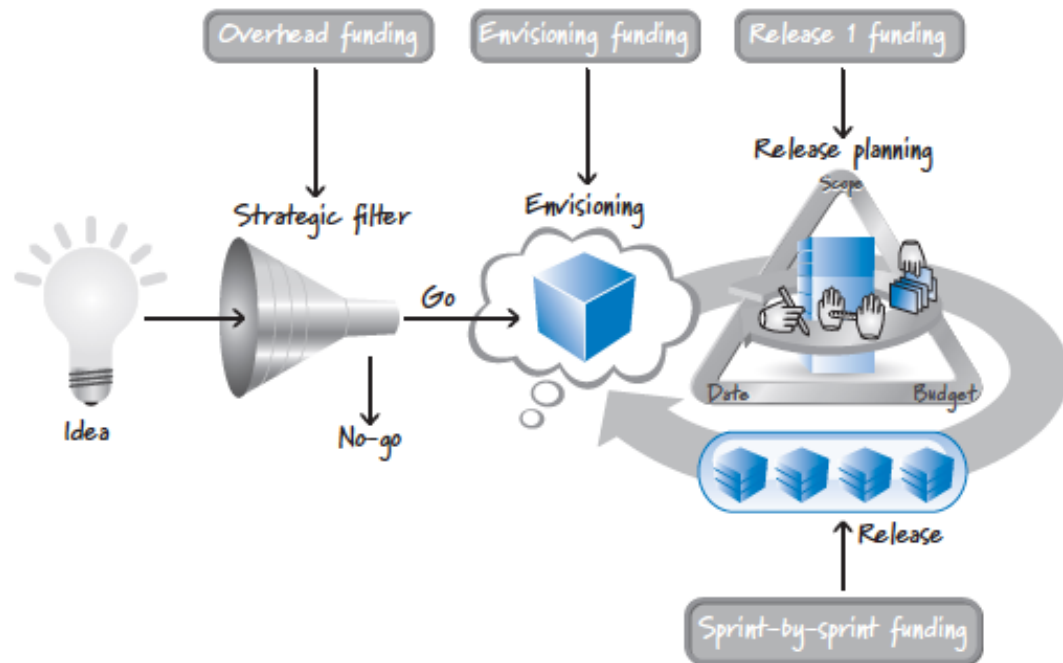 Overhead funding
Envisioning funding
Release 1 funding
Release planning
Scope
Strategic filter
Envisioning
Go
Date
Budget
Idea
No-go
Release
Sprint-by-sprint funding